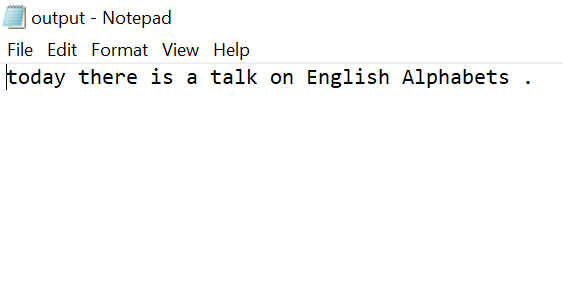 output - Notepad
File Edit Format View Help
today there is a talk on English Alphabets .